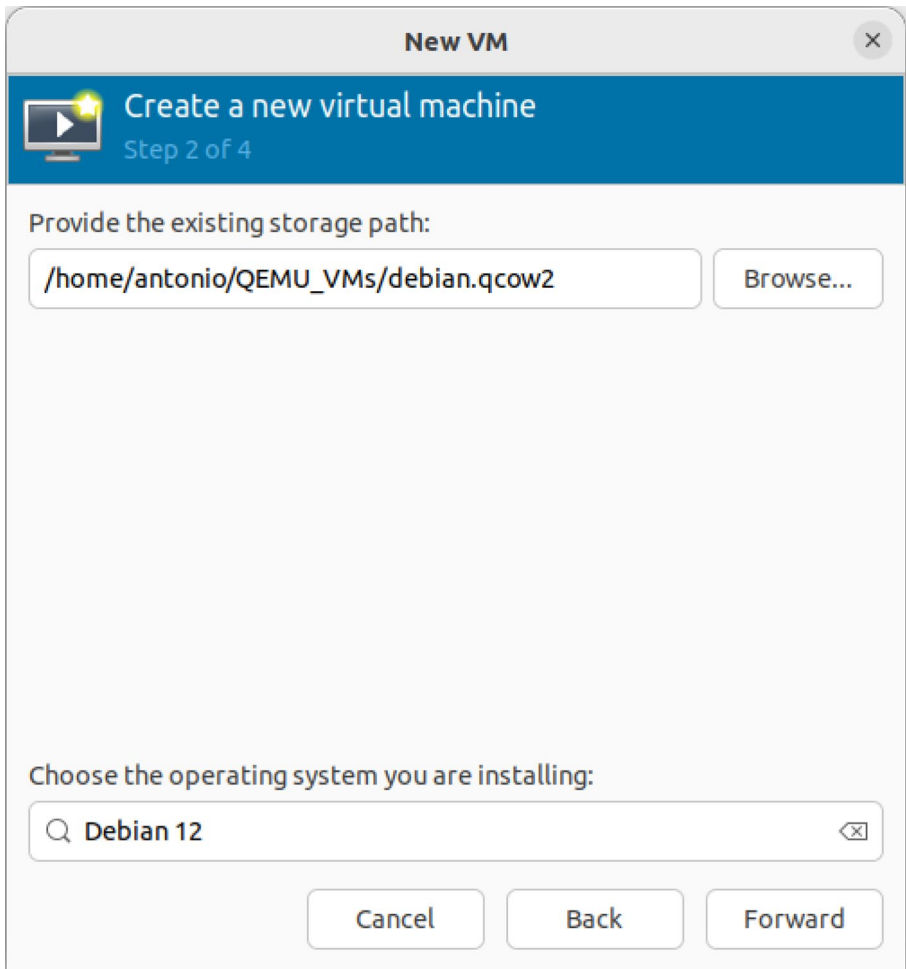 New VM
Create a new virtual machine
Step 2 of 4
Provide the existing storage path:
/home/antonio/QEMU_VMs/debian.qcow2
Browse...
Choose the operating system you are installing:
Debian 12
Cancel
Back
Forward